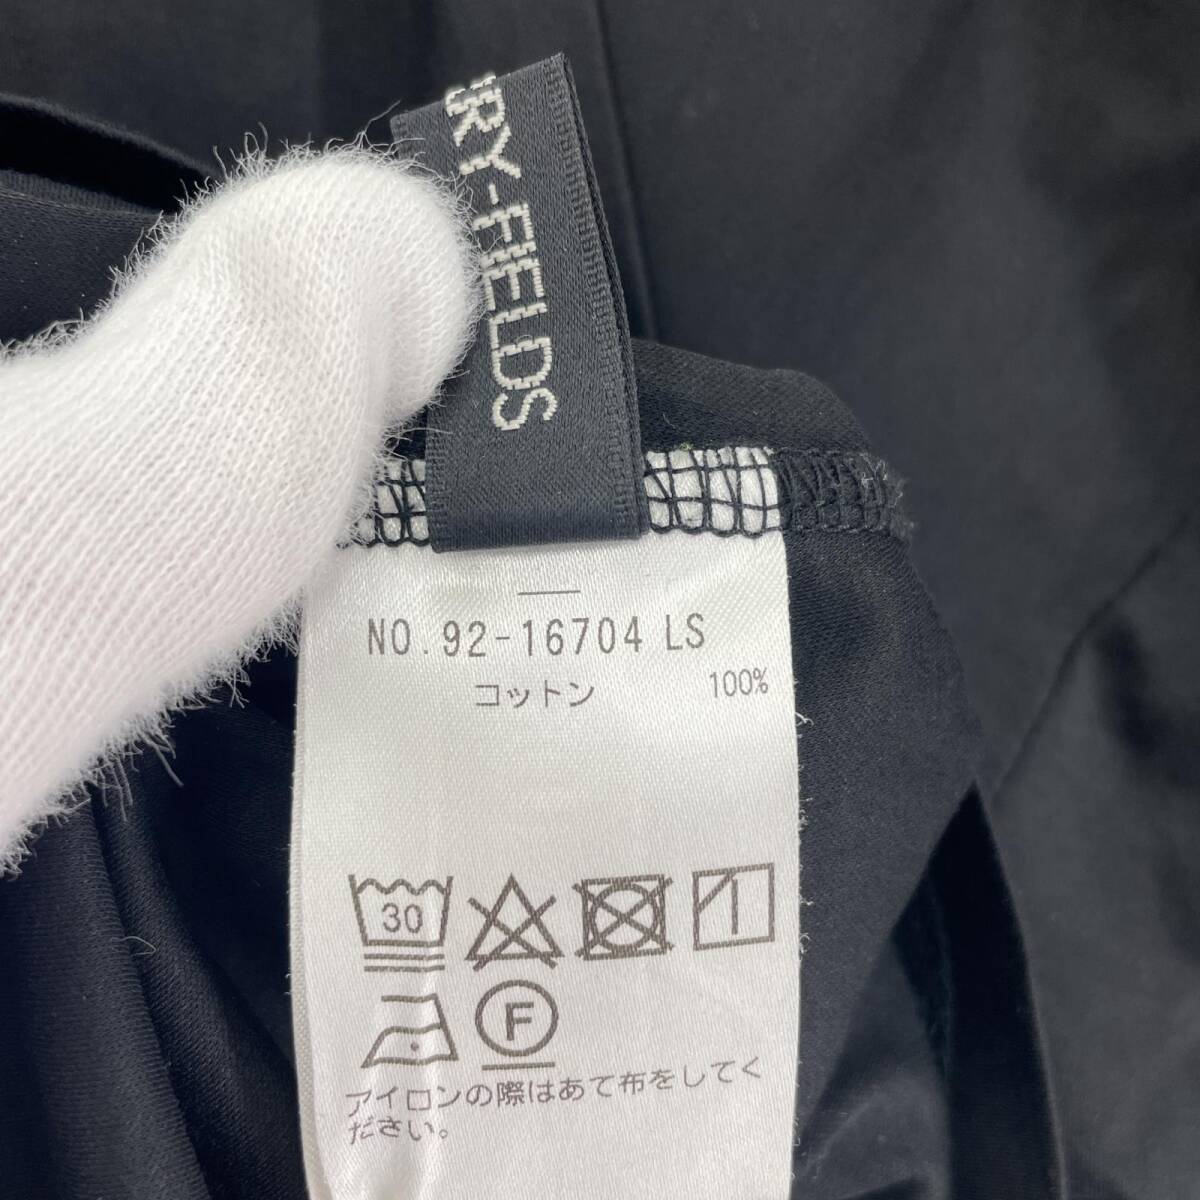 RY-FIELDS
NO.92-16704 LS
コットン 100%
30
F
アイロンの際はあて布をしてく
ださい。